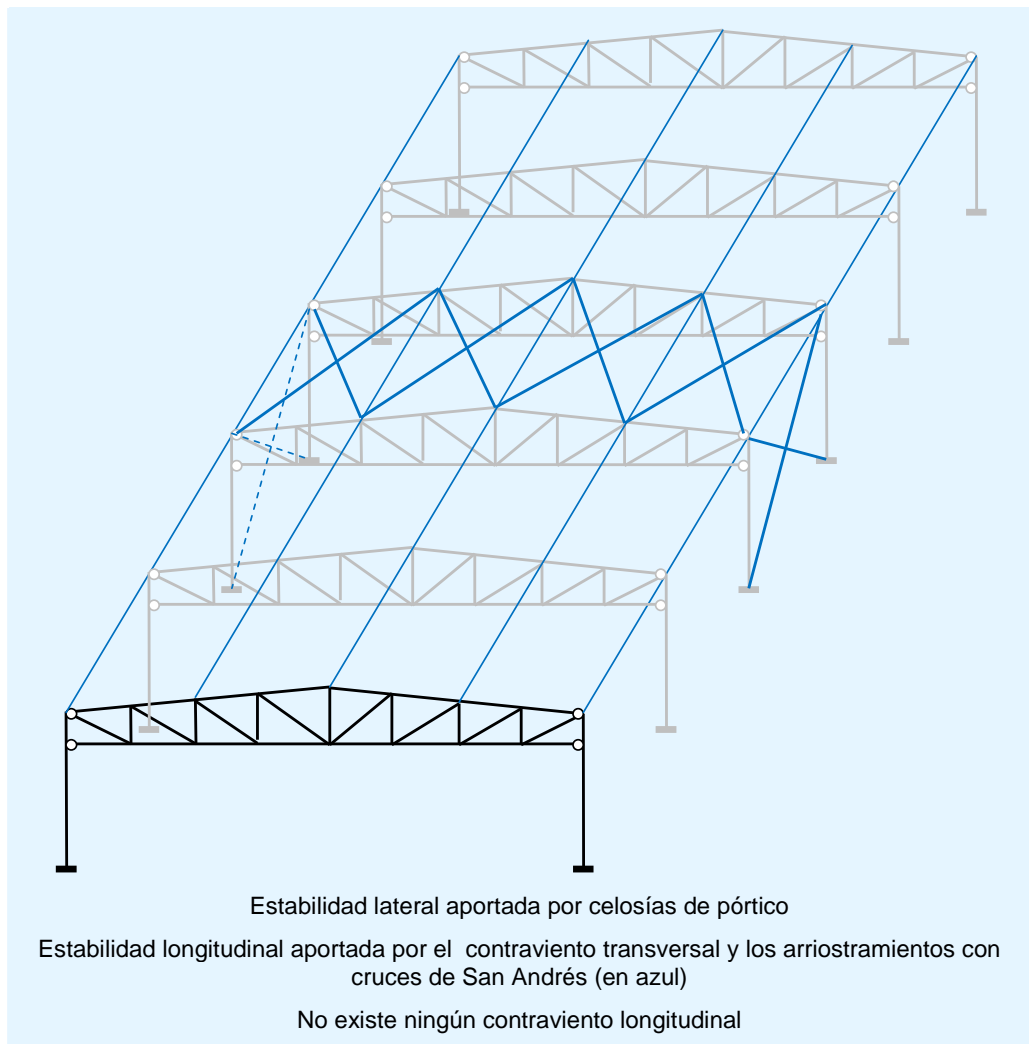 Estabilidad lateral aportada por celosías de pórtico
Estabilidad longitudinal aportada por el contraviento transversal y los arriostramientos con
cruces de San Andrés (en azul)
No existe ningún contraviento longitudinal